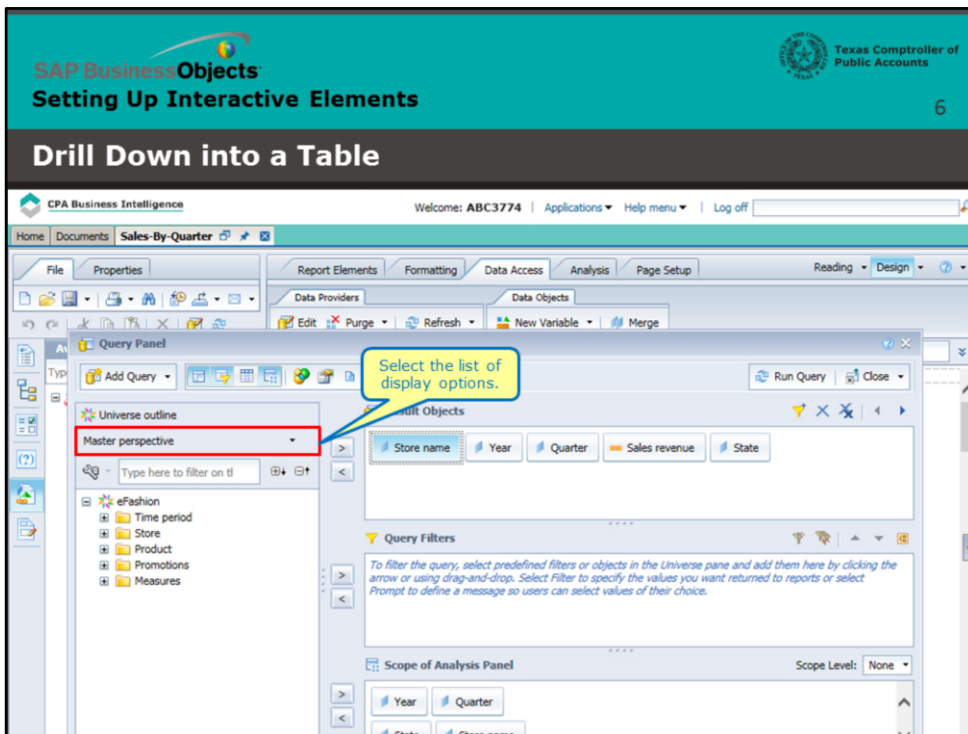 SAP BusinessObjects
Setting Up Interactive Elements
Texas Comptroller of
Public Accounts
6
Drill Down into a Table
CPA Business Intelligence
Welcome: ABC3774 | Applications Help menu | Log off
Home Documents Sales-By-Quarter
File Properties
Report Elements Formatting Data Access Analysis Page Setup
Reading Design
Data Providers Data Objects
Edit Purge Refresh New Variable Merge
Query Panel
Typ
Add Query
Select the list of
display options.
Run Query Close
Universe outline
Result Objects
Master perspective
Store name Year Quarter Sales revenue State
Type here to filter on tl
eFashion
Time period
Store
Product
Promotions
Measures
Query Filters
To filter the query, select predefined filters or objects in the Universe pane and add them here by clicking the
arrow or using drag-and-drop. Select Filter to specify the values you want returned to reports or select
Prompt to define a message so users can select values of their choice.
Scope of Analysis Panel
Scope Level: None
Year Quarter
State Store name